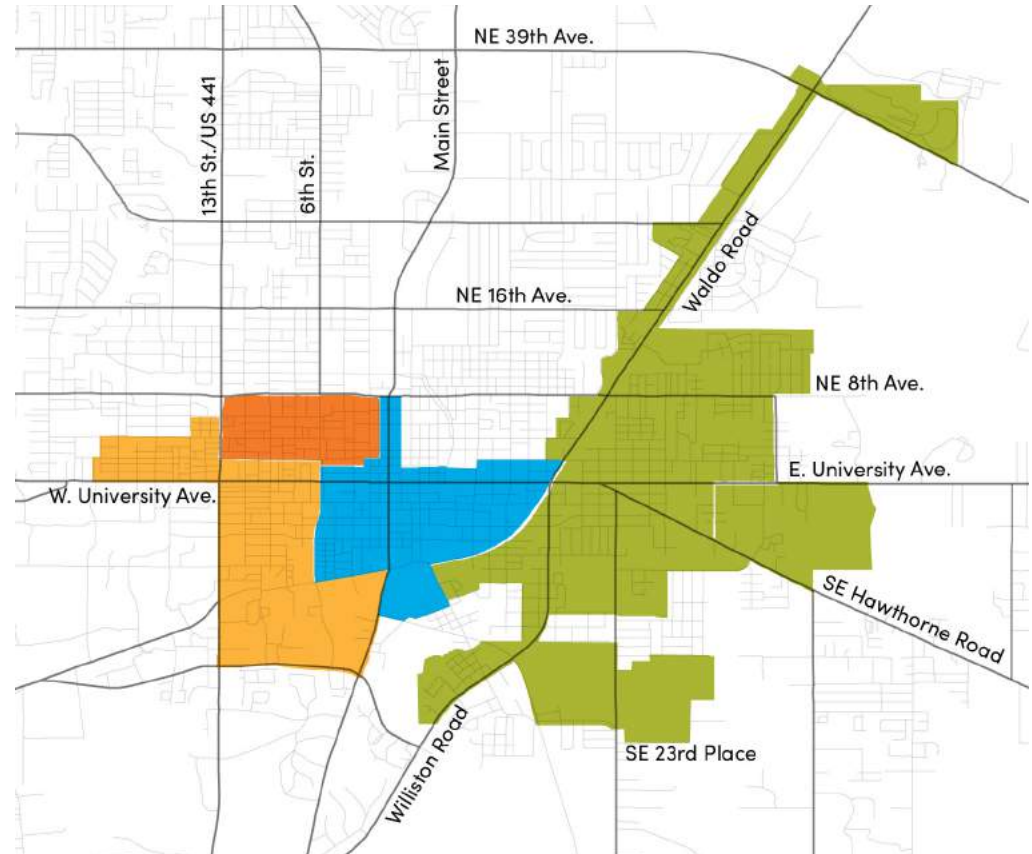 NE 39th Ave.
13th St./US 441
6th St.
Main Street
Waldo Road
NE 16th Ave.
NE 8th Ave.
E. University Ave.
W. University Ave.
SE Hawthorne Road
Williston Road
SE 23rd Place